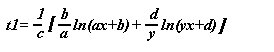 t1= 1/c [ b/a ln(ax+b) + d/y ln(yx+d) ]